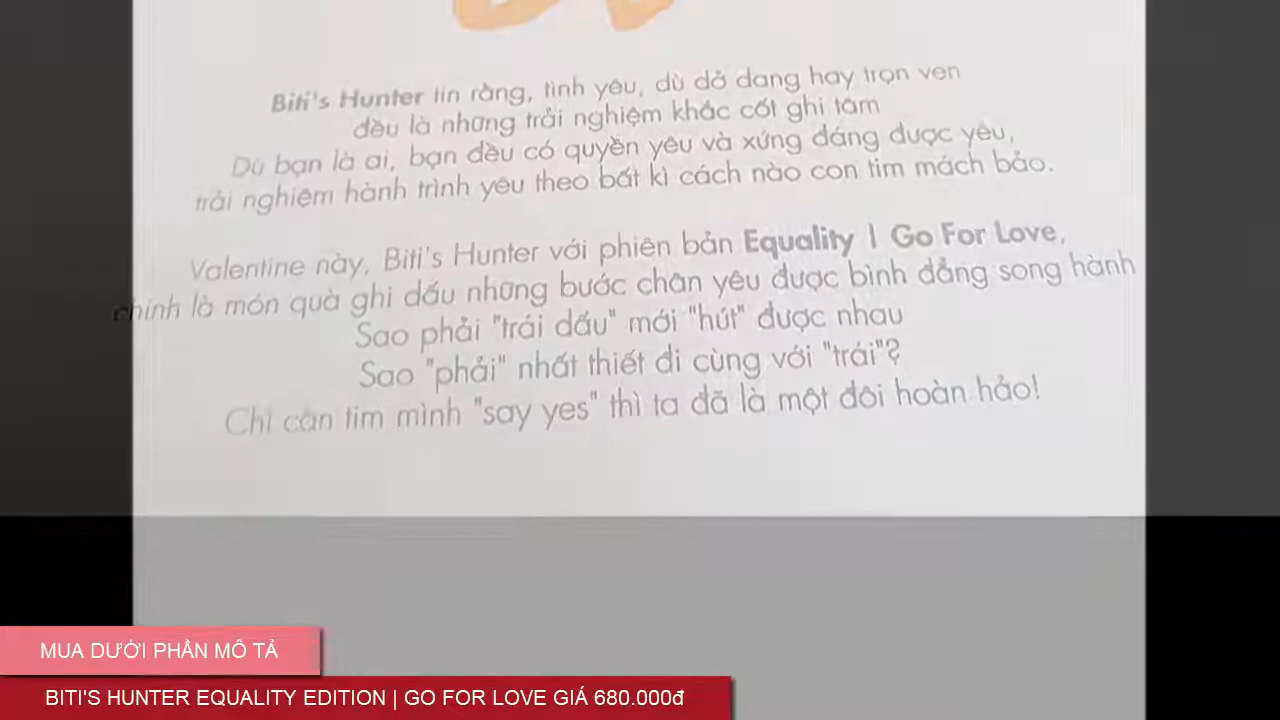 Biti's Hunter tin rằng, tình yêu, dù dở dang hay trọn vẹn
đều là những trải nghiệm khắc cốt ghi tâm
Dù bạn là ai, bạn đều có quyền yêu và xứng đáng được yêu,
trải nghiệm hành trình yêu theo bất kì cách nào con tim mách bảo.
Valentine này, Biti's Hunter với phiên bản Equality | Go For Love,
chính là món quà ghi dấu những bước chân yêu được bình đẳng song hành
Sao phải "trái dấu" mới "hút" được nhau
Sao "phải" nhất thiết đi cùng với "trái"?
Chỉ cần tim mình "say yes" thì ta đã là một đôi hoàn hảo!
MUA DƯỚI PHẦN MÔ TẢ
BITI'S HUNTER EQUALITY EDITION | GO FOR LOVE GIÁ 680.000đ